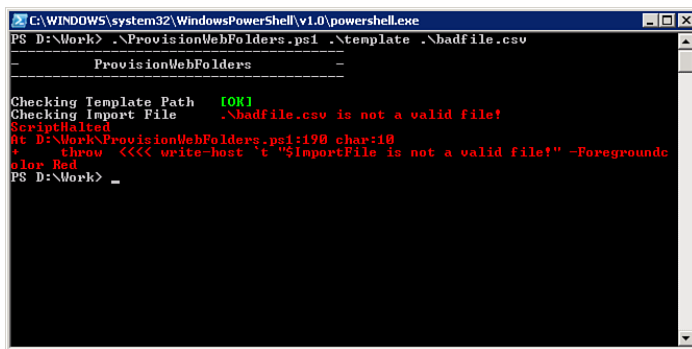 C:\WINDOWS\system32\WindowsPowerShell\v1.0\powershell.exe
PS D:\Work> .\ProvisionWebFolders.ps1 .\template .\badfile.csv
-----------------------------------------
-         ProvisionWebFolders          -
-----------------------------------------
Checking Template Path   [OK]
Checking Import File     .\badfile.csv is not a valid file!
ScriptHalted
At D:\Work\ProvisionWebFolders.ps1:190 char:10
+     throw  <<<< write-host `t "$ImportFile is not a valid file!" -Foregroundc
olor Red
PS D:\Work> _